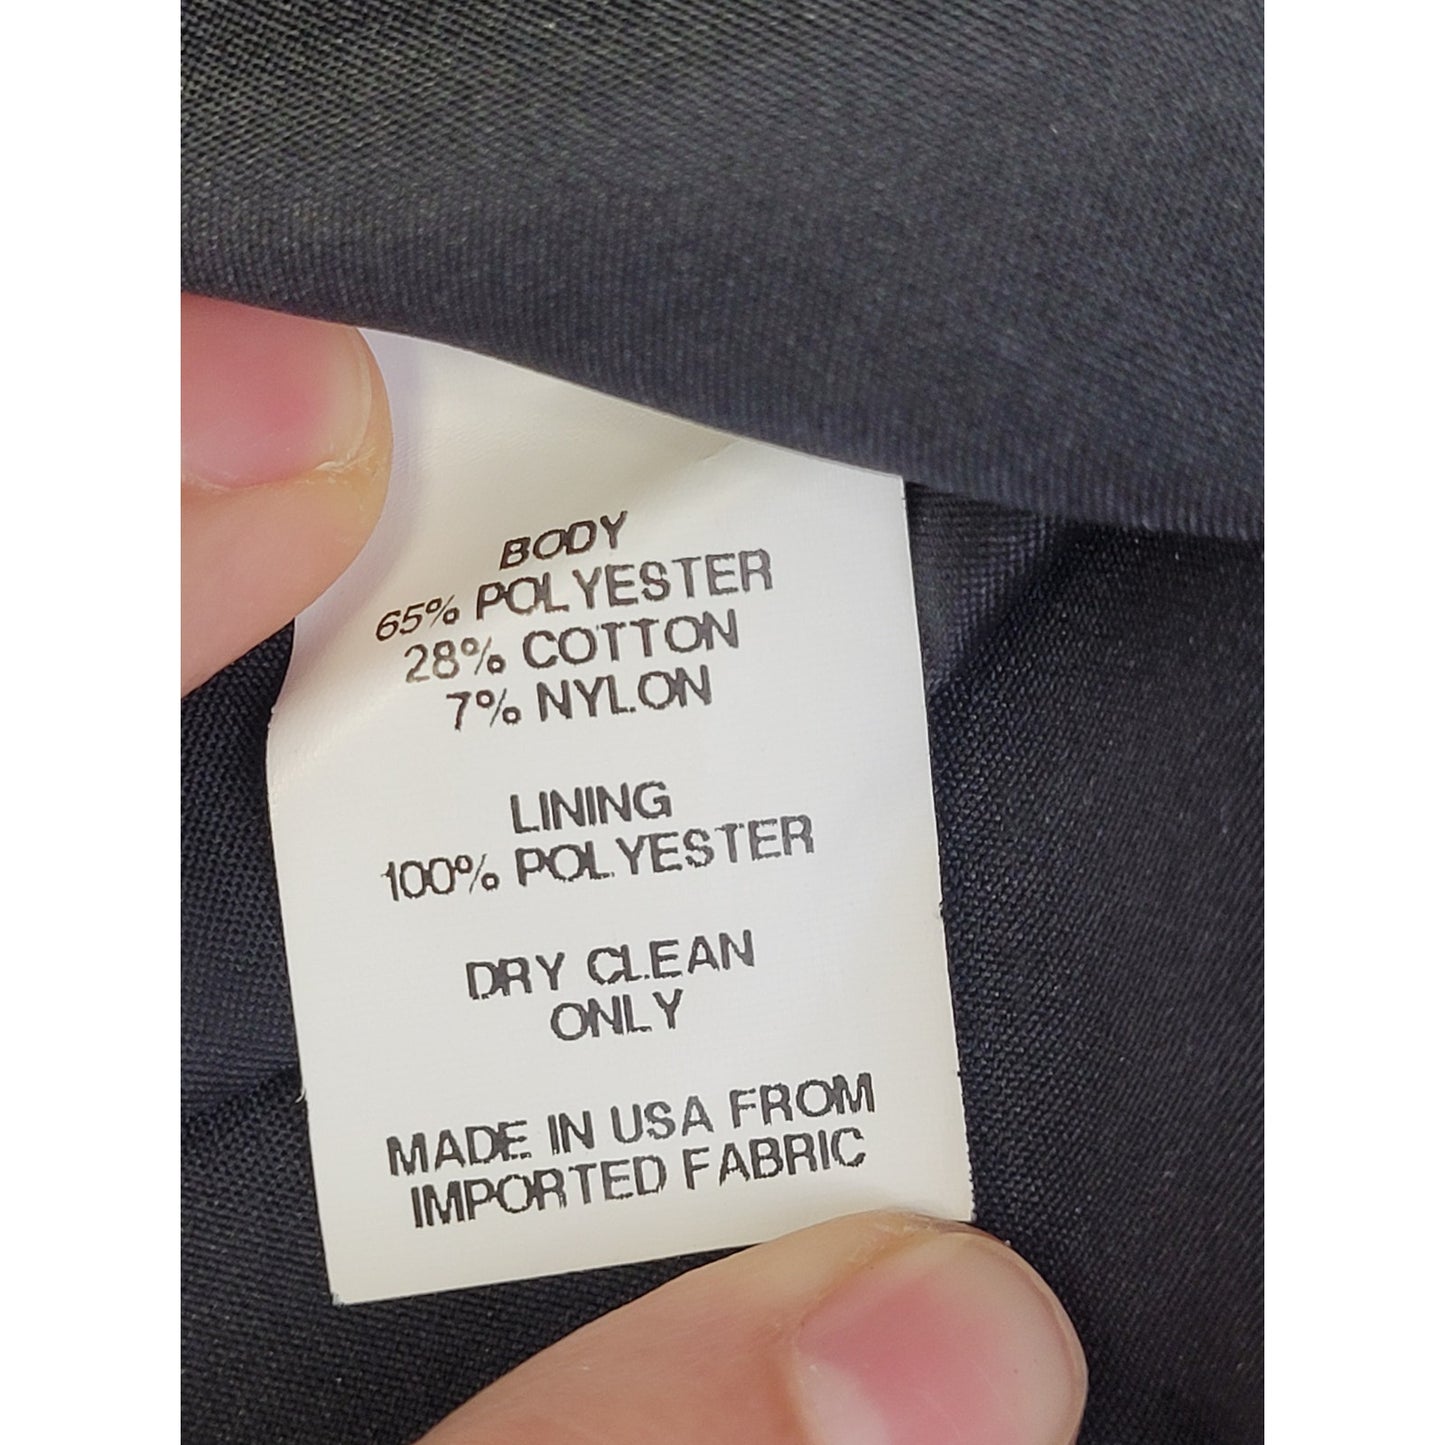 BODY
65% POLYESTER
28% COTTON
7% NYLON
LINING
100% POLYESTER
DRY CLEAN
ONLY
MADE IN USA FROM
IMPORTED FABRIC